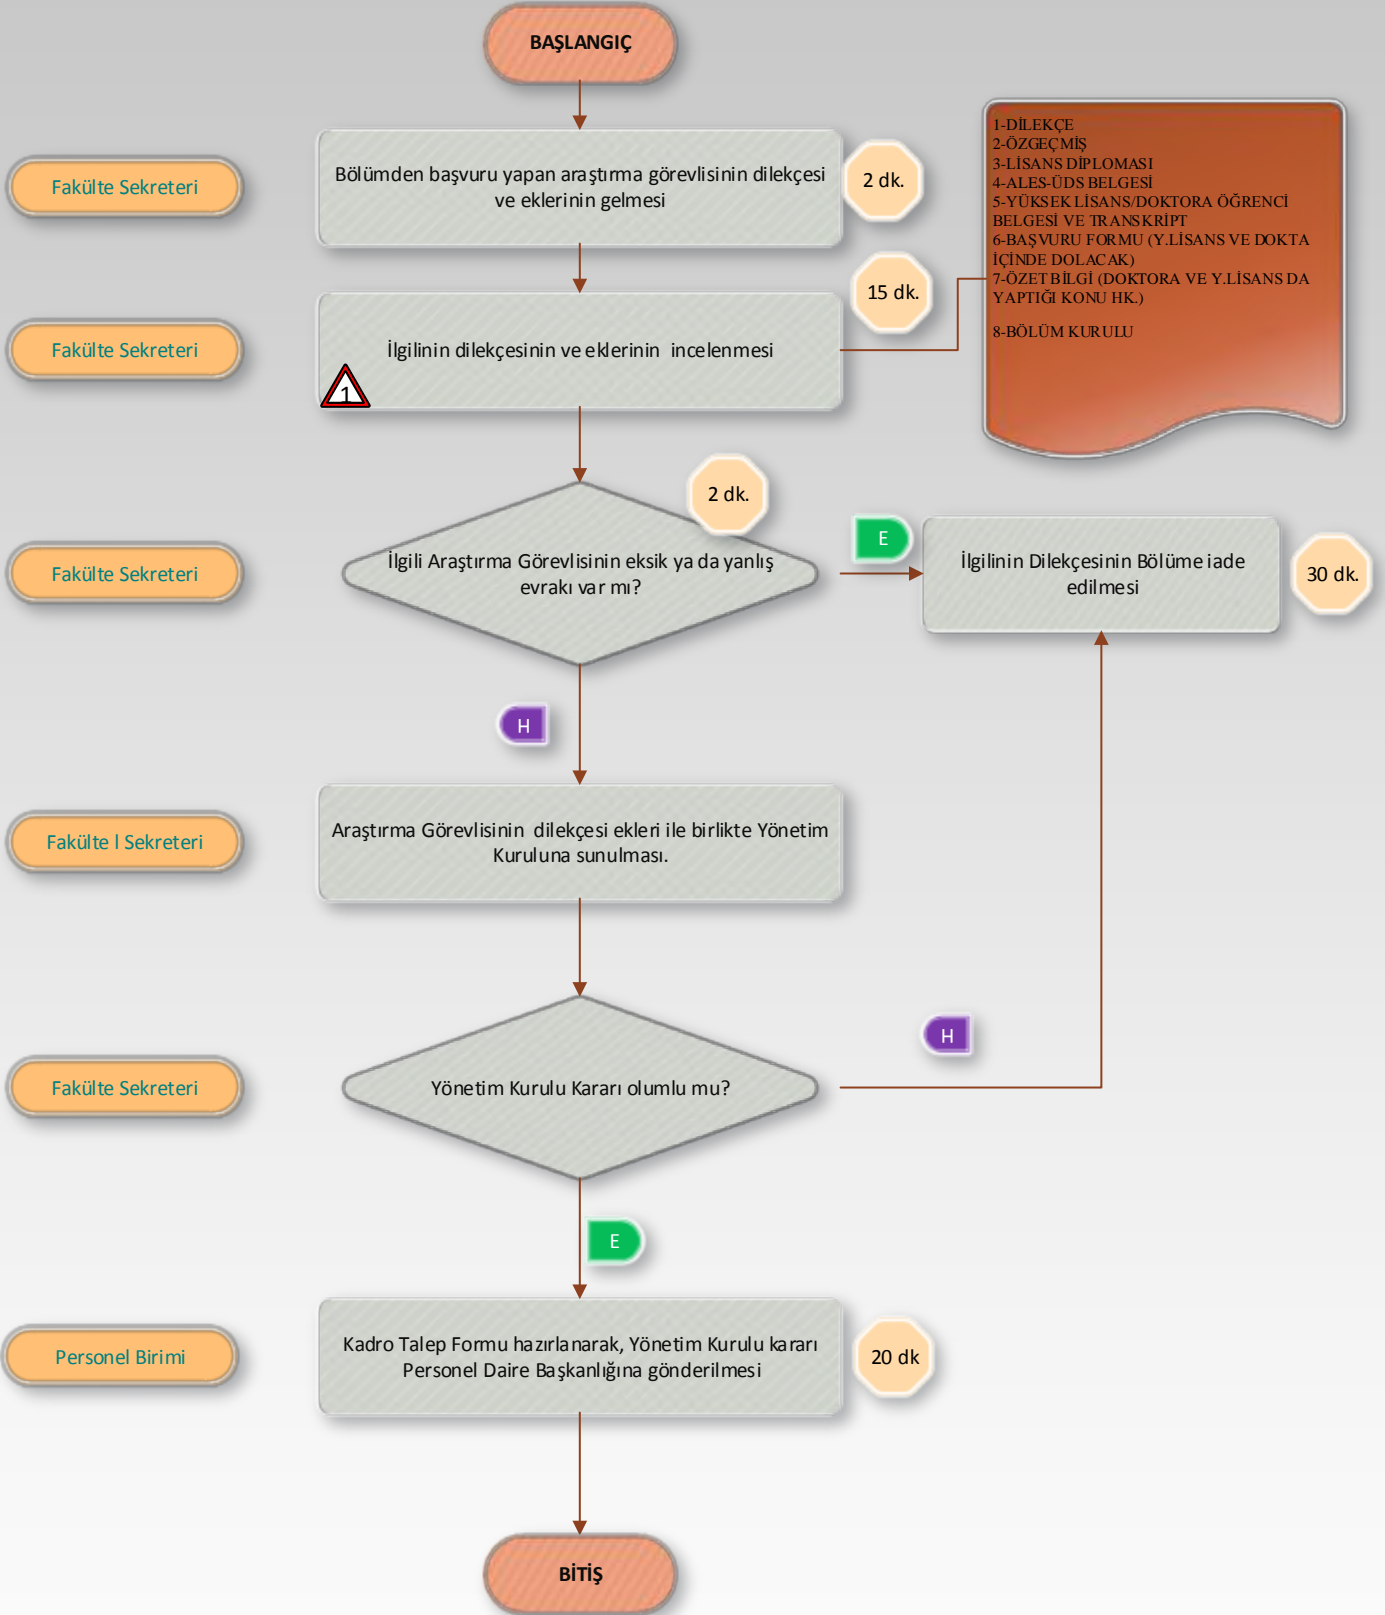 BAŞLANGIÇ
Fakülte Sekreteri
Bölümden başvuru yapan araştırma görevlisinin dilekçesi
ve eklerinin gelmesi
2 dk.
1-DİLEKÇE
2-ÖZGEÇMİŞ
3-LİSANS DİPLOMASI
4-ALES-ÜDS BELGESİ
5-YÜKSEK LİSANS/DOKTORA ÖĞRENCİ
BELGESİ VE TRANSKRİPT
6-BAŞVURU FORMU (Y.LİSANS VE DOKTA
İÇİNDE DOLACAK)
7-ÖZET BİLGİ (DOKTORA VE Y.LİSANS DA
YAPTIĞI KONU HK.)
8-BÖLÜM KURULU
Fakülte Sekreteri
İlgilinin dilekçesinin ve eklerinin incelenmesi
15 dk.
1
Fakülte Sekreteri
İlgili Araştırma Görevlisinin eksik ya da yanlış
evrakı var mı?
2 dk.
E
İlgilinin Dilekçesinin Bölüme iade
edilmesi
30 dk.
H
Fakülte l Sekreteri
Araştırma Görevlisinin dilekçesi ekleri ile birlikte Yönetim
Kuruluna sunulması.
Fakülte Sekreteri
Yönetim Kurulu Kararı olumlu mu?
H
E
Personel Birimi
Kadro Talep Formu hazırlanarak, Yönetim Kurulu kararı
Personel Daire Başkanlığına gönderilmesi
20 dk
BİTİŞ